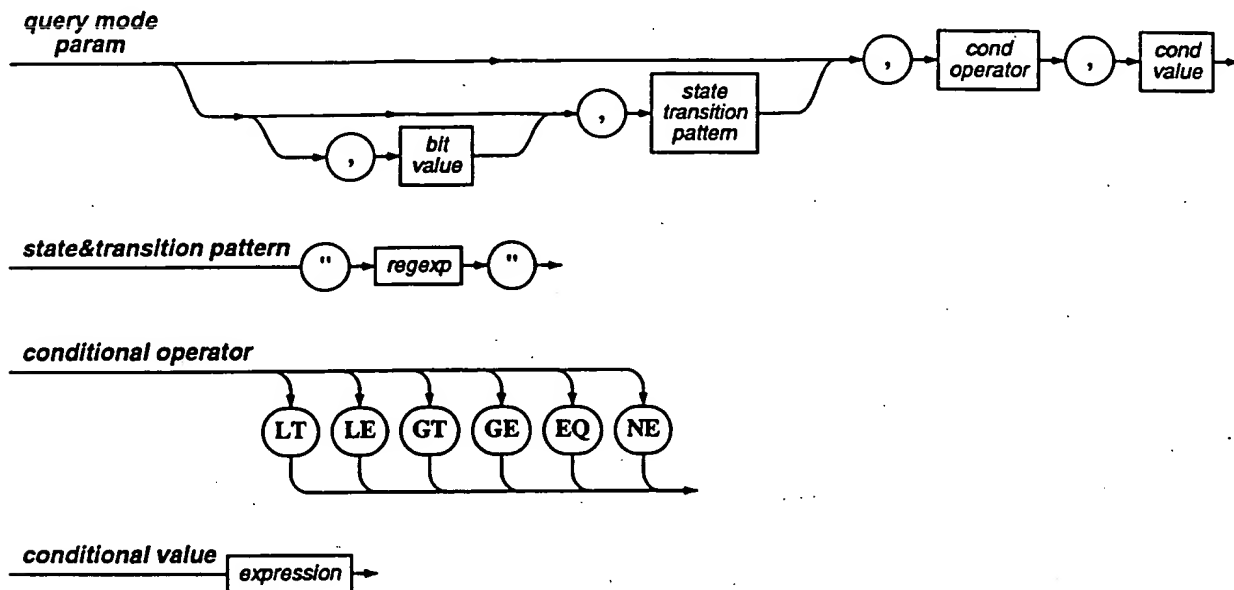 query mode
param
,
cond
operator
,
cond
value
,
state
transition
pattern
,
bit
value
state&transition pattern
"
regexp
"
conditional operator
LT LE GT GE EQ NE
conditional value
expression